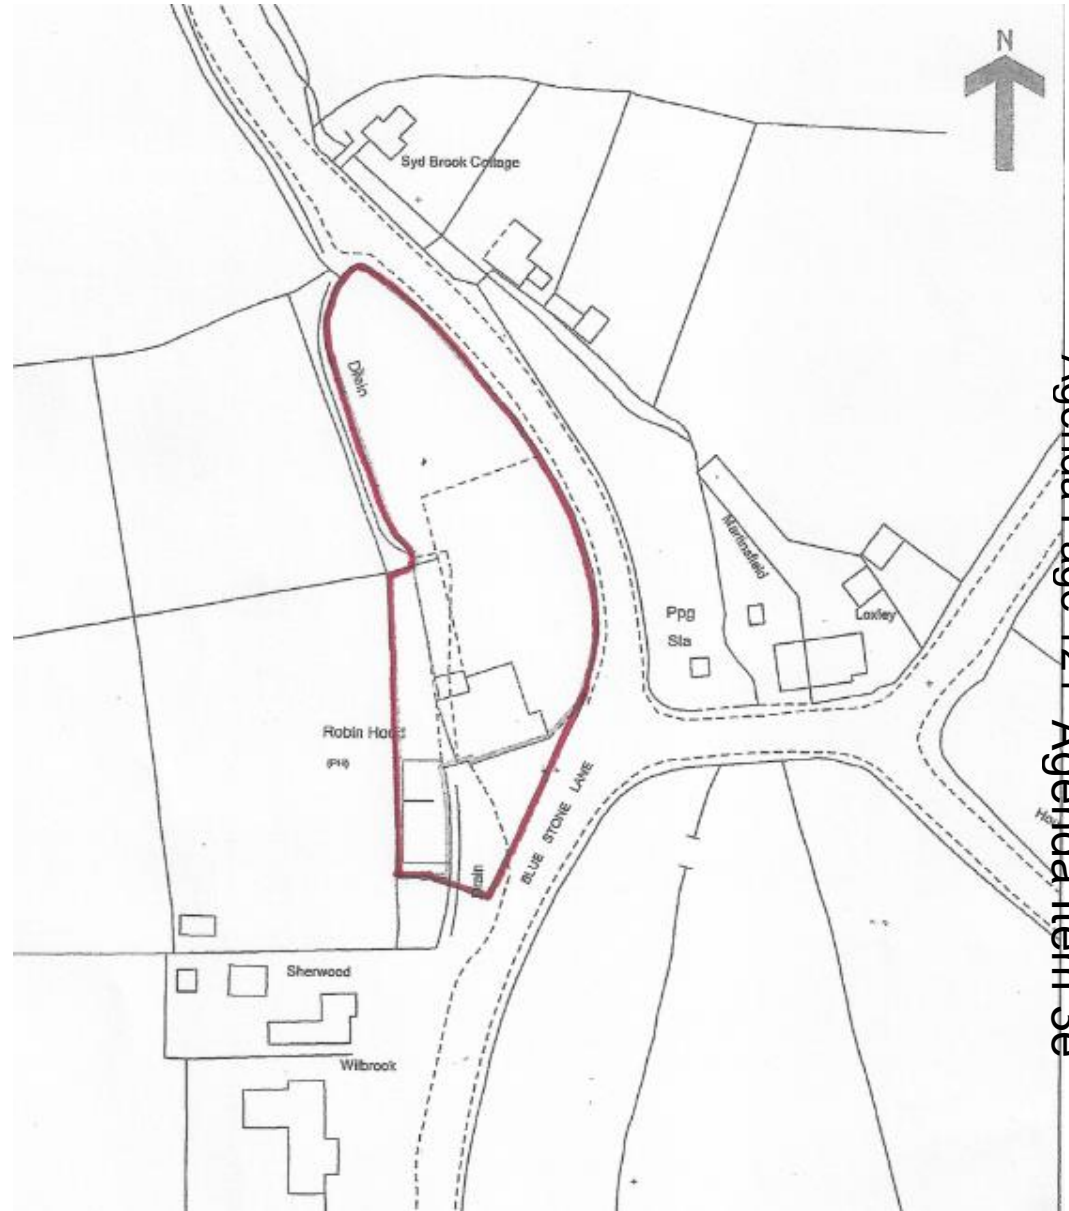 N
Syd Brook Cottage
Drain
Martinsfield
Ppg
Sta
Loxley
Robin Hood
(PH)
BLUE STONE LANE
Drain
Sherwood
Wilbrook
Agenda Page 121 Agenda Item 3e